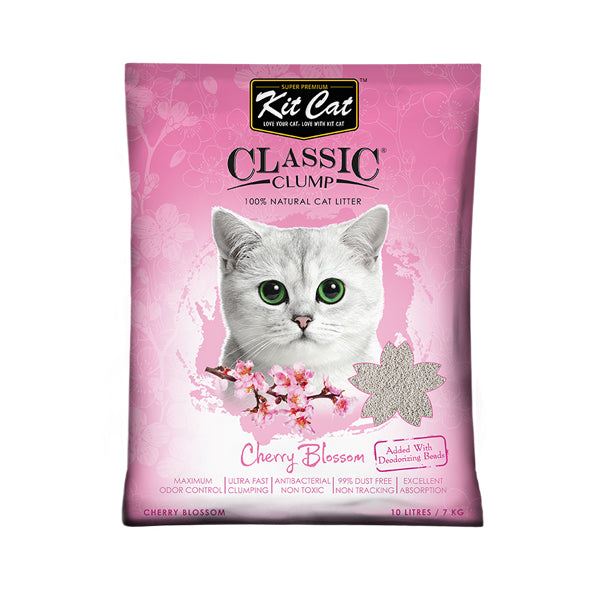 SUPER PREMIUM
Kit Cat™
LOVE YOUR CAT, LOVE WITH KIT CAT
CLASSIC®
CLUMP
100% NATURAL CAT LITTER
Cherry Blossom
Added With
Deodorizing Beads
MAXIMUM
ODOR CONTROL
ULTRA FAST
CLUMPING
ANTIBACTERIAL
NON TOXIC
99% DUST FREE
NON TRACKING
EXCELLENT
ABSORPTION
CHERRY BLOSSOM
10 LITRES / 7 KG